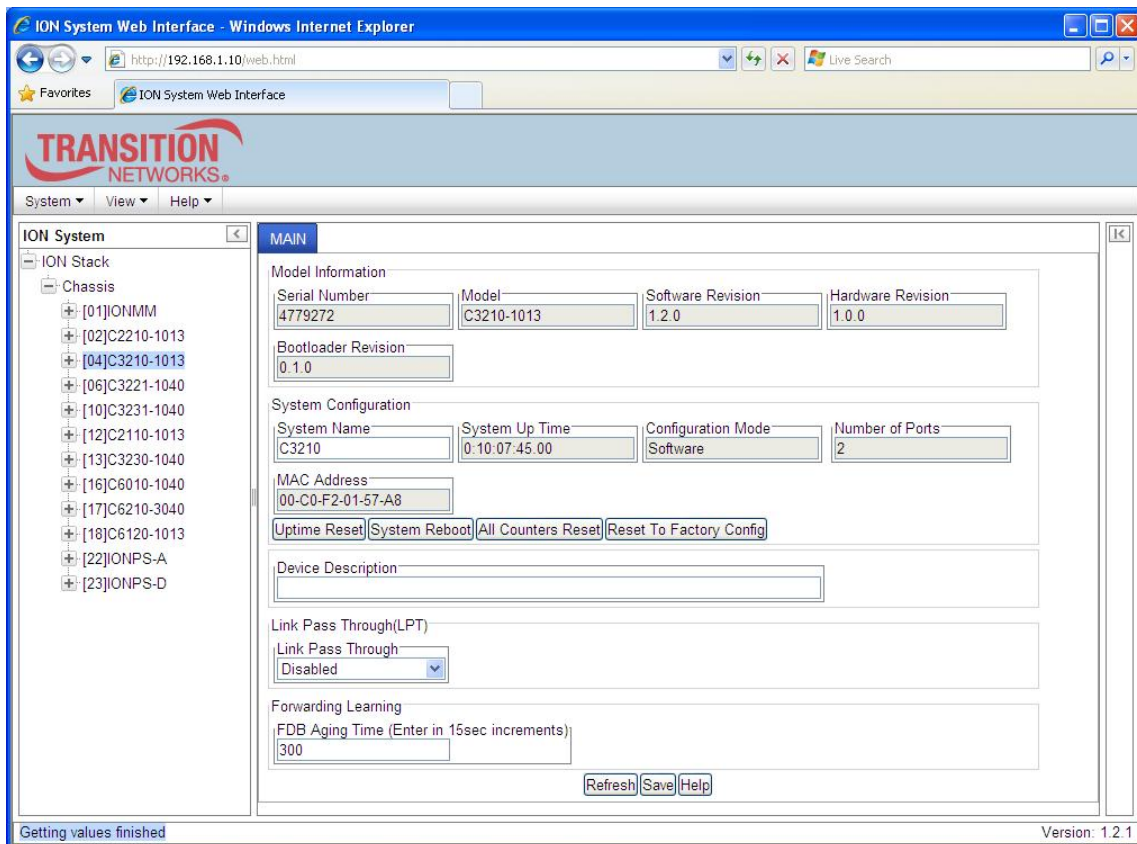 ION System Web Interface - Windows Internet Explorer
http://192.168.1.10/web.html
Live Search
Favorites
ION System Web Interface
TRANSITION
NETWORKS®
System View Help
ION System
ION Stack
Chassis
[01]IONMM
[02]C2210-1013
[04]C3210-1013
[06]C3221-1040
[10]C3231-1040
[12]C2110-1013
[13]C3230-1040
[16]C6010-1040
[17]C6210-3040
[18]C6120-1013
[22]IONPS-A
[23]IONPS-D
MAIN
Model Information
Serial Number Model Software Revision Hardware Revision
4779272 C3210-1013 1.2.0 1.0.0
Bootloader Revision
0.1.0
System Configuration
System Name System Up Time Configuration Mode Number of Ports
C3210 0:10:07:45.00 Software 2
MAC Address
00-C0-F2-01-57-A8
Uptime Reset System Reboot All Counters Reset Reset To Factory Config
Device Description
Link Pass Through(LPT)
Link Pass Through
Disabled
Forwarding Learning
FDB Aging Time (Enter in 15sec increments)
300
Refresh Save Help
Getting values finished
Version: 1.2.1